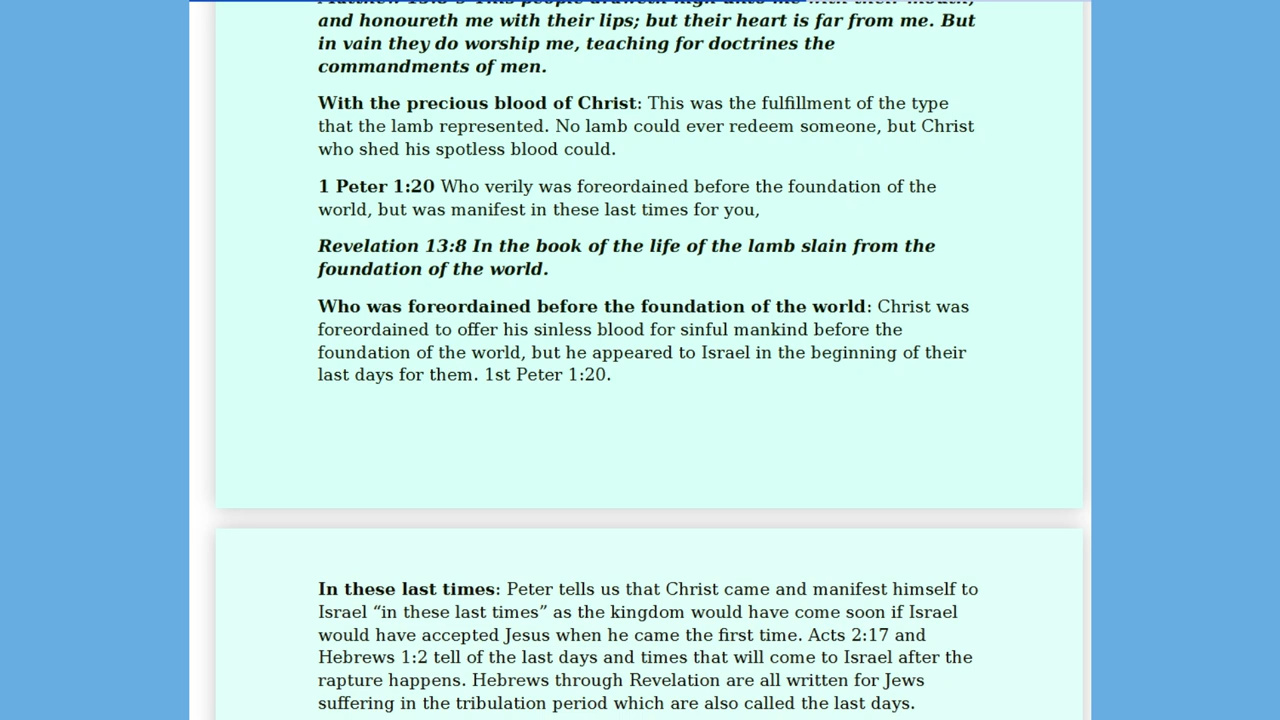 and honoureth me with their lips; but their heart is far from me. But
in vain they do worship me, teaching for doctrines the
commandments of men.
With the precious blood of Christ: This was the fulfillment of the type
that the lamb represented. No lamb could ever redeem someone, but Christ
who shed his spotless blood could.
1 Peter 1:20 Who verily was foreordained before the foundation of the
world, but was manifest in these last times for you,
Revelation 13:8 In the book of the life of the lamb slain from the
foundation of the world.
Who was foreordained before the foundation of the world: Christ was
foreordained to offer his sinless blood for sinful mankind before the
foundation of the world, but he appeared to Israel in the beginning of their
last days for them. 1st Peter 1:20.
In these last times: Peter tells us that Christ came and manifest himself to
Israel “in these last times” as the kingdom would have come soon if Israel
would have accepted Jesus when he came the first time. Acts 2:17 and
Hebrews 1:2 tell of the last days and times that will come to Israel after the
rapture happens. Hebrews through Revelation are all written for Jews
suffering in the tribulation period which are also called the last days.